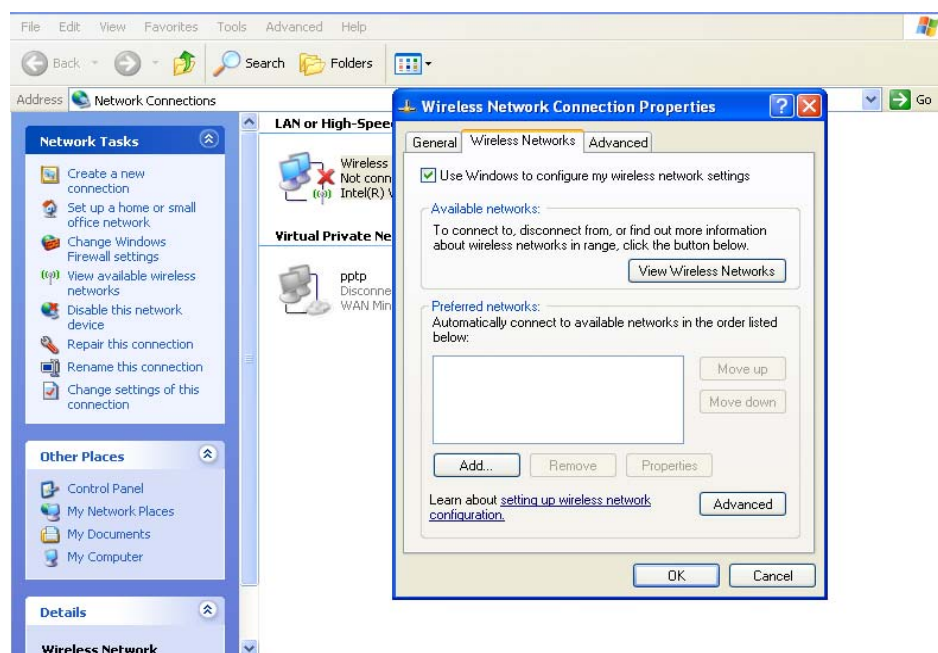 File Edit View Favorites Tools Advanced Help
Back Search Folders
Address Network Connections Go
Network Tasks
Create a new
connection
Set up a home or small
office network
Change Windows
Firewall settings
View available wireless
networks
Disable this network
device
Repair this connection
Rename this connection
Change settings of this
connection
Other Places
Control Panel
My Network Places
My Documents
My Computer
Details
Wireless Network
LAN or High-Spee
Wireless
Not conn
Intel(R)
Virtual Private Ne
pptp
Disconne
WAN Min
Wireless Network Connection Properties
General Wireless Networks Advanced
Use Windows to configure my wireless network settings
Available networks:
To connect to, disconnect from, or find out more information
about wireless networks in range, click the button below.
View Wireless Networks
Preferred networks:
Automatically connect to available networks in the order listed
below:
Move up
Move down
Add... Remove Properties
Learn about setting up wireless network
configuration.
Advanced
OK Cancel